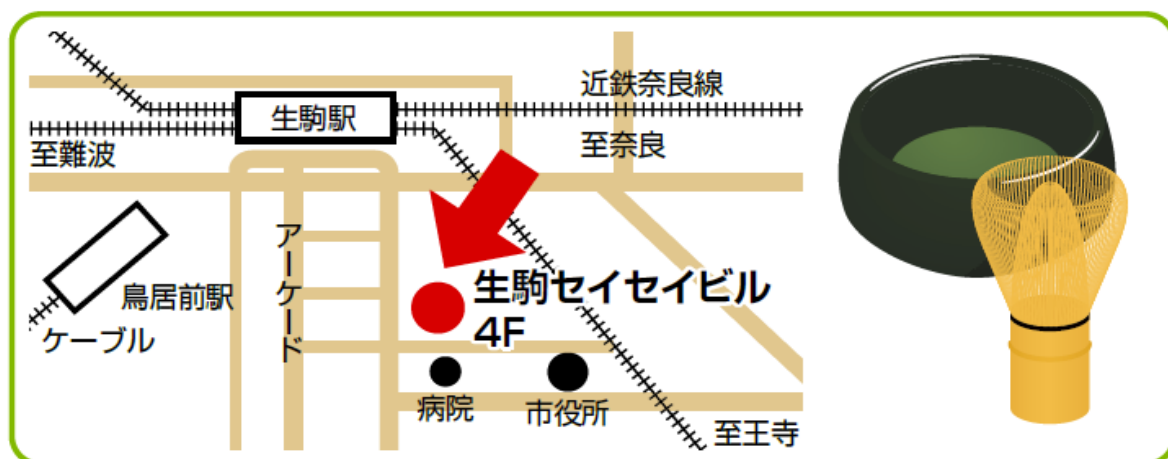 近鉄奈良線
生駒駅
至難波
至奈良
アーケード
鳥居前駅
ケーブル
生駒セイセイビル
4F
病院
市役所
至王寺